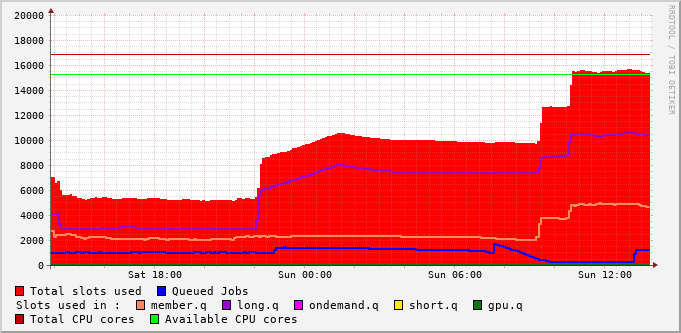 20000
18000
16000
14000
12000
10000
8000
6000
4000
2000
0
Sat 18:00 Sun 00:00 Sun 06:00 Sun 12:00
RRDTOOL / TOBI OETIKER
Total slots used Queued Jobs
Slots used in : member.q long.q ondemand.q short.q gpu.q
Total CPU cores Available CPU cores